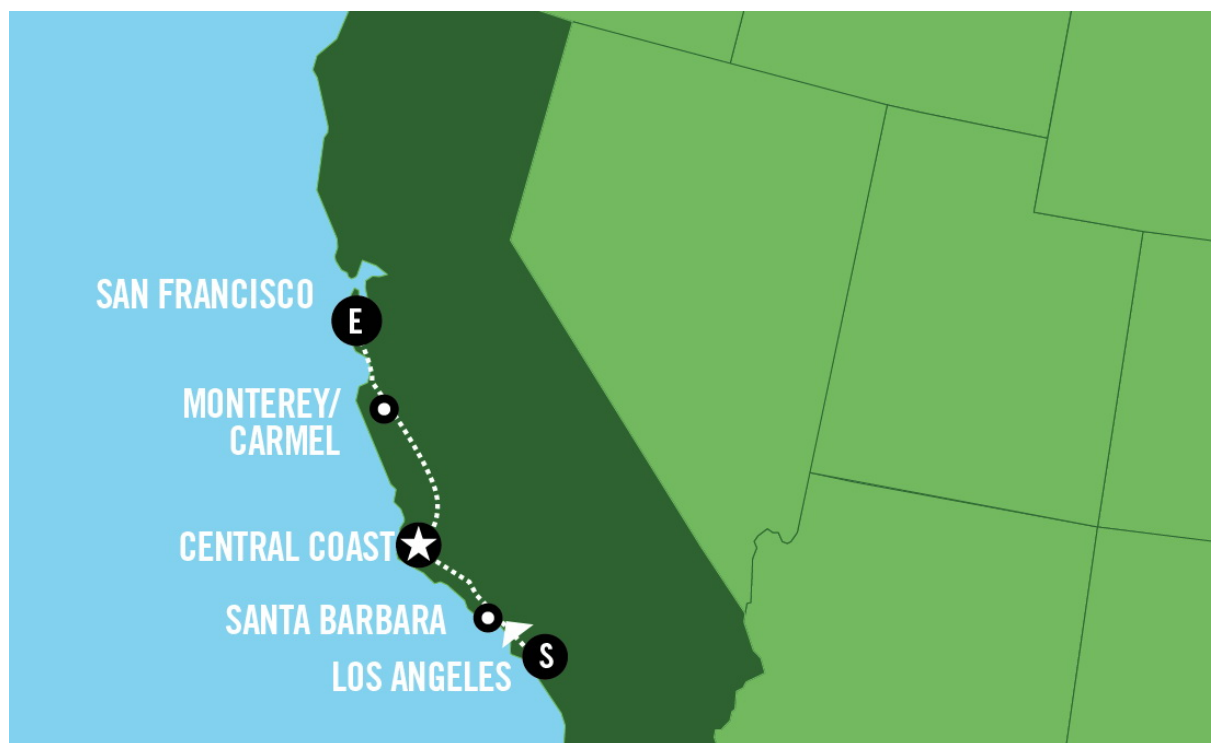 SAN FRANCISCO
E
MONTEREY/
CARMEL
CENTRAL COAST
SANTA BARBARA
LOS ANGELES
S